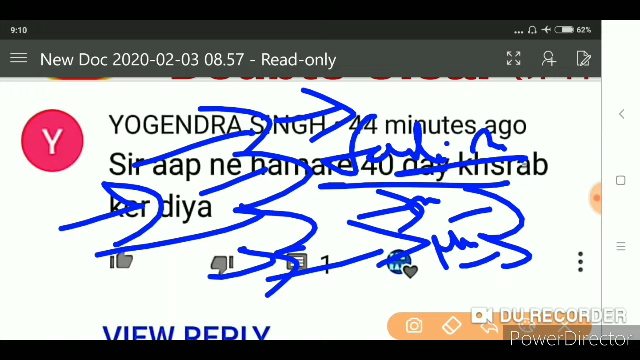 9:10
62%
New Doc 2020-02-03 08.57 - Read-only
YOGENDRA SINGH · 44 minutes ago
Y
Sir aap ne hamare 40 day khsrab
ker diya
1
VIEW REPLY
DU RECORDER
PowerDirector